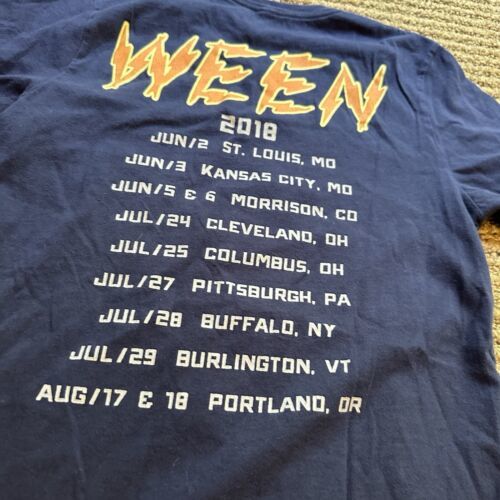 WEEN
2018
JUN/2 ST. LOUIS, MO
JUN/3 KANSAS CITY, MO
JUN/5 & 6 MORRISON, CO
JUL/24 CLEVELAND, OH
JUL/25 COLUMBUS, OH
JUL/27 PITTSBURGH, PA
JUL/28 BUFFALO, NY
JUL/29 BURLINGTON, VT
AUG/17 & 18 PORTLAND, OR